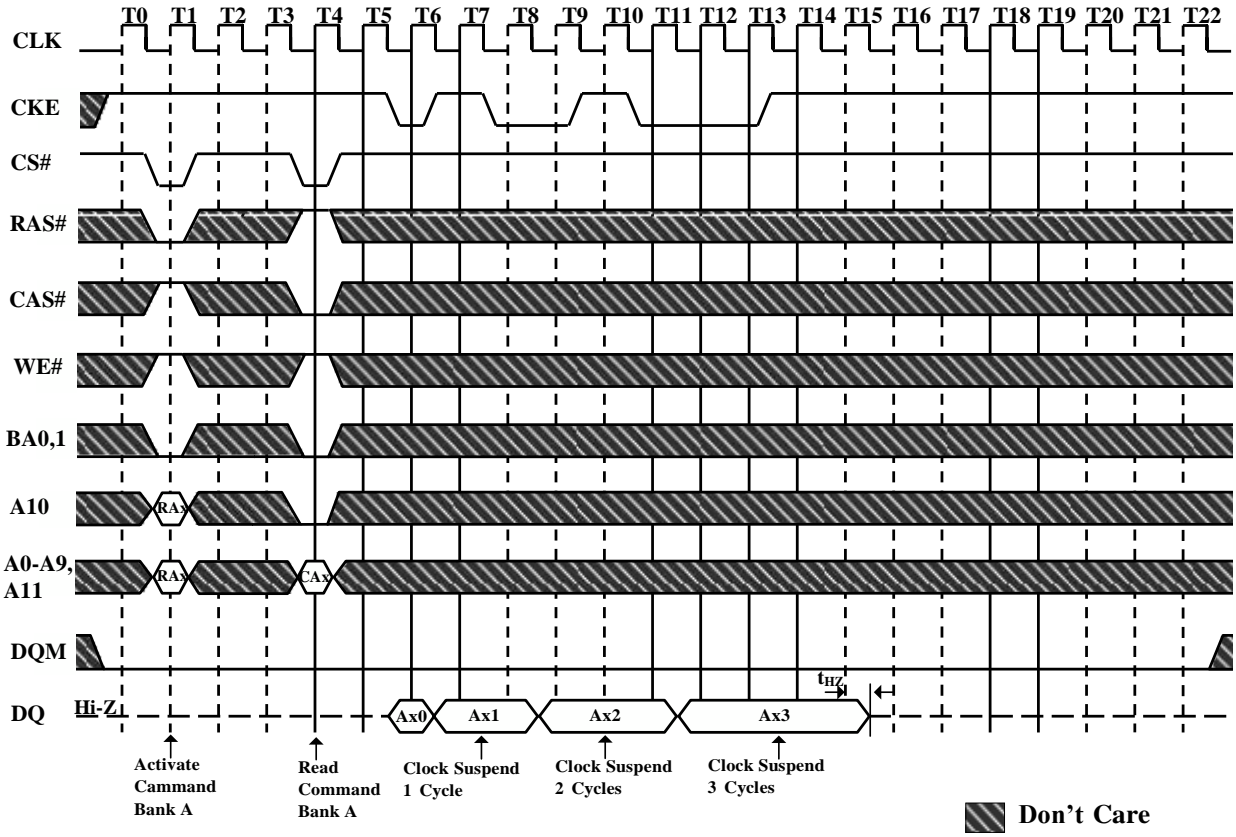 T0 T1 T2 T3 T4 T5 T6 T7 T8 T9 T10 T11 T12 T13 T14 T15 T16 T17 T18 T19 T20 T21 T22
CLK
CKE
CS#
RAS#
CAS#
WE#
BA0,1
A10
RAx
A0-A9,
A11
RAx
CAx
DQM
tHZ
DQ
Hi-Z
Ax0
Ax1
Ax2
Ax3
Activate
Cammand
Bank A
Read
Command
Bank A
Clock Suspend
1 Cycle
Clock Suspend
2 Cycles
Clock Suspend
3 Cycles
Don't Care